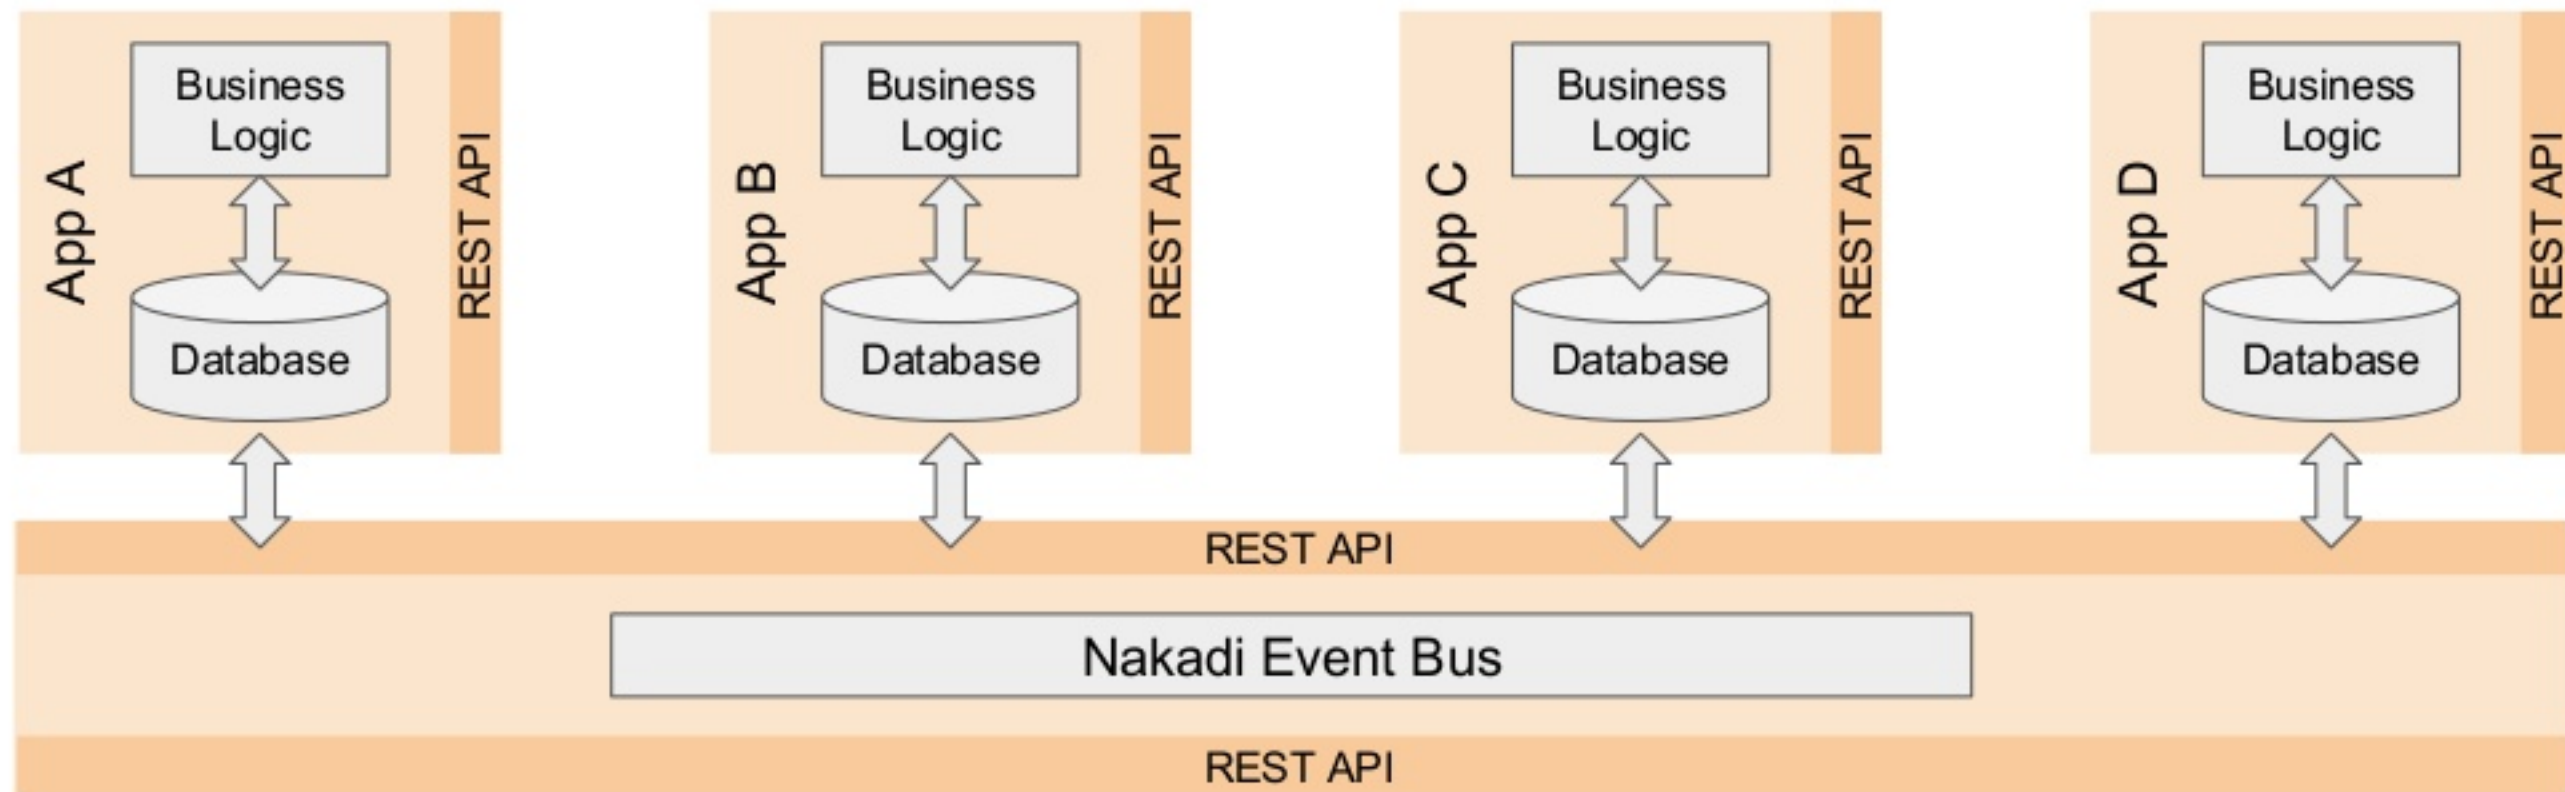 App A
Business
Logic
Database
REST API
App B
Business
Logic
Database
REST API
App C
Business
Logic
Database
REST API
App D
Business
Logic
Database
REST API
REST API
Nakadi Event Bus
REST API